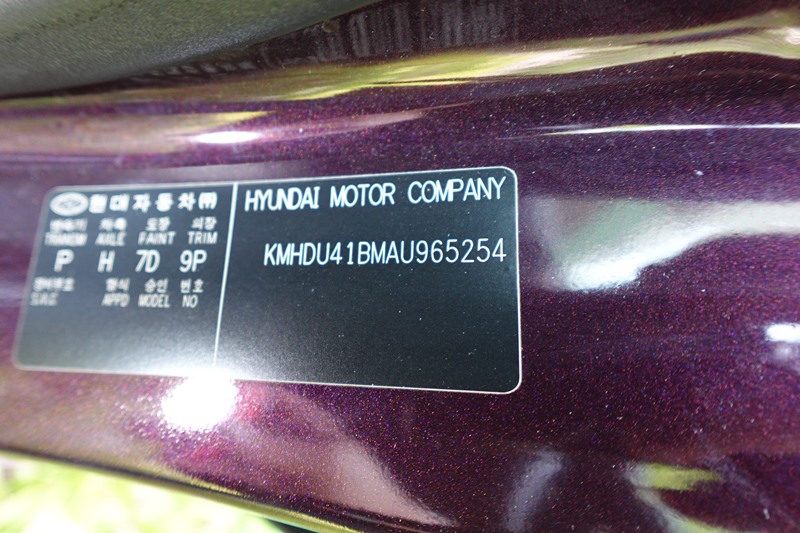 현대자동차㈜
변속기 차축 도장 의장
TRANSM AXLE PAINT TRIM
P H 7D 9P
형식 승인 번호
APPD MODEL NO
HYUNDAI MOTOR COMPANY
KMHDU41BMAU965254